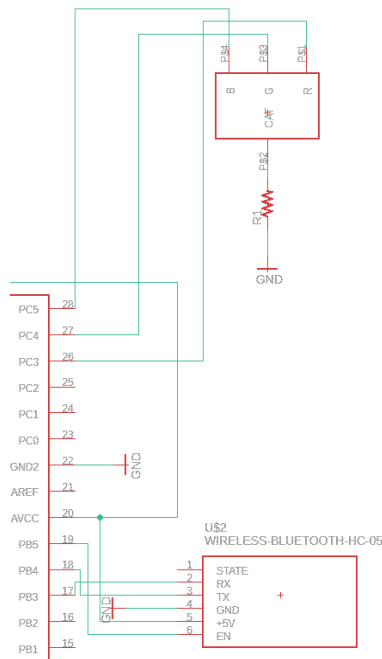 P$4 P$3 P$1
B G R
CAT
P$2
R1
GND
PC5 28
PC4 27
PC3 26
PC2 25
PC1 24
PC0 23
GND2 22 GND
AREF 21
AVCC 20
PB5 19
PB4 18
PB3 17
PB2 16
PB1 15
U$2
WIRELESS-BLUETOOTH-HC-05
1 STATE
2 RX
3 TX
GND 4 GND
5 +5V
6 EN